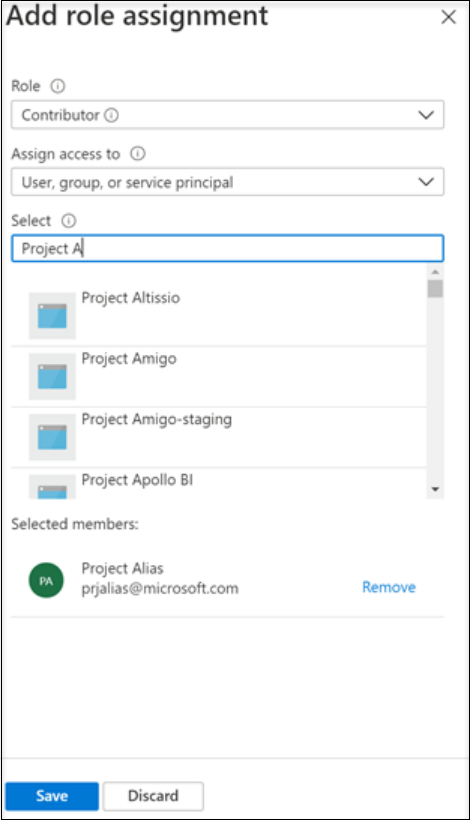 Add role assignment
Role
Contributor
Assign access to
User, group, or service principal
Select
Project A
Project Altissio
Project Amigo
Project Amigo-staging
Project Apollo BI
Selected members:
PA
Project Alias
prjalias@microsoft.com
Remove
Save
Discard